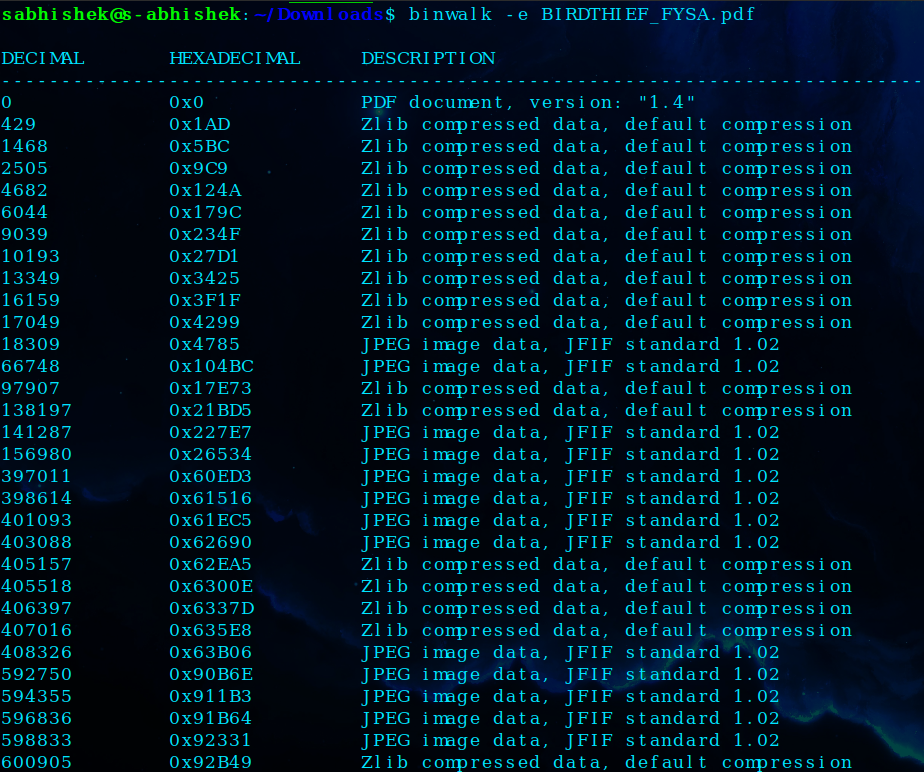 sabhishek@s-abhishek:~/Downloads$ binwalk -e BIRDTHIEF_FYSA.pdf
DECIMAL HEXADECIMAL DESCRIPTION
--------------------------------------------------------------------------------
0 0x0 PDF document, version: "1.4"
429 0x1AD Zlib compressed data, default compression
1468 0x5BC Zlib compressed data, default compression
2505 0x9C9 Zlib compressed data, default compression
4682 0x124A Zlib compressed data, default compression
6044 0x179C Zlib compressed data, default compression
9039 0x234F Zlib compressed data, default compression
10193 0x27D1 Zlib compressed data, default compression
13349 0x3425 Zlib compressed data, default compression
16159 0x3F1F Zlib compressed data, default compression
17049 0x4299 Zlib compressed data, default compression
18309 0x4785 JPEG image data, JFIF standard 1.02
66748 0x104BC JPEG image data, JFIF standard 1.02
97907 0x17E73 Zlib compressed data, default compression
138197 0x21BD5 Zlib compressed data, default compression
141287 0x227E7 JPEG image data, JFIF standard 1.02
156980 0x26534 JPEG image data, JFIF standard 1.02
397011 0x60ED3 JPEG image data, JFIF standard 1.02
398614 0x61516 JPEG image data, JFIF standard 1.02
401093 0x61EC5 JPEG image data, JFIF standard 1.02
403088 0x62690 JPEG image data, JFIF standard 1.02
405157 0x62EA5 Zlib compressed data, default compression
405518 0x6300E Zlib compressed data, default compression
406397 0x6337D Zlib compressed data, default compression
407016 0x635E8 Zlib compressed data, default compression
408326 0x63B06 JPEG image data, JFIF standard 1.02
592750 0x90B6E JPEG image data, JFIF standard 1.02
594355 0x911B3 JPEG image data, JFIF standard 1.02
596836 0x91B64 JPEG image data, JFIF standard 1.02
598833 0x92331 JPEG image data, JFIF standard 1.02
600905 0x92B49 Zlib compressed data, default compression